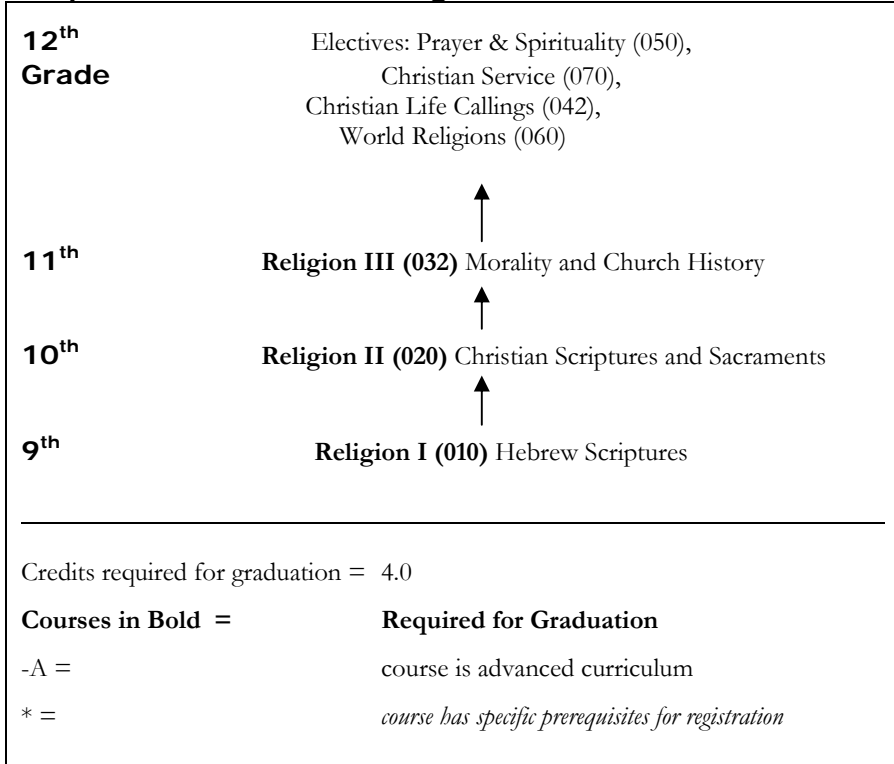 12th Electives: Prayer & Spirituality (050),
Grade Christian Service (070),
Christian Life Callings (042),
World Religions (060)
11th Religion III (032) Morality and Church History
10th Religion II (020) Christian Scriptures and Sacraments
9th Religion I (010) Hebrew Scriptures
Credits required for graduation = 4.0
Courses in Bold = Required for Graduation
-A = course is advanced curriculum
* = course has specific prerequisites for registration